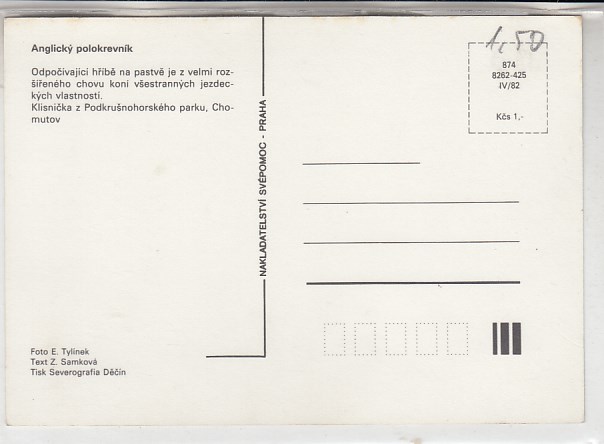 Anglický polokrevník
Odpočívající hříbě na pastvě je z velmi roz-
šířeného chovu koní všestranných jezdec-
kých vlastností.
Klisnička z Podkrušnohorského parku, Cho-
mutov
Foto E. Tylínek
Text Z. Samková
Tisk Severografia Děčín
NAKLADATELSTVÍ SVÉPOMOC - PRAHA
1,50
874
8262-425
IV/82
Kčs 1,-